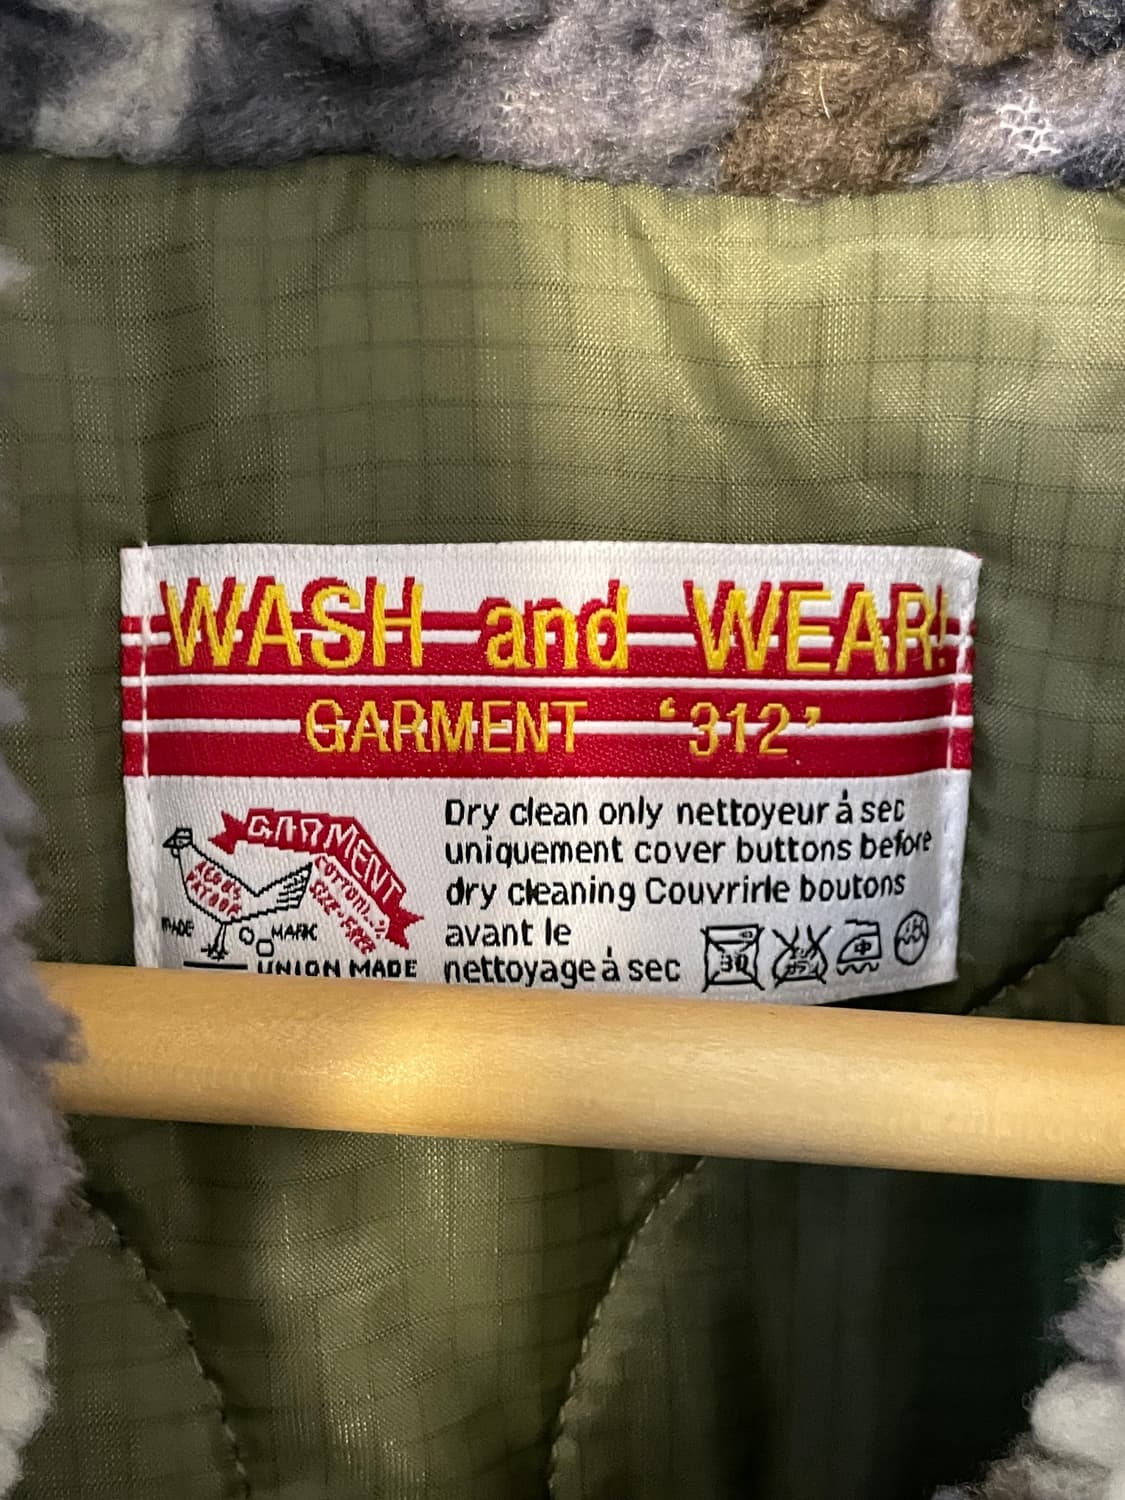 WASH and WEAR!
GARMENT '312'
GARMENT
MARK
UNION MADE
Dry clean only nettoyeur à sec
uniquement cover buttons before
dry cleaning Couvrirle boutons
avant le
nettoyage à sec
30